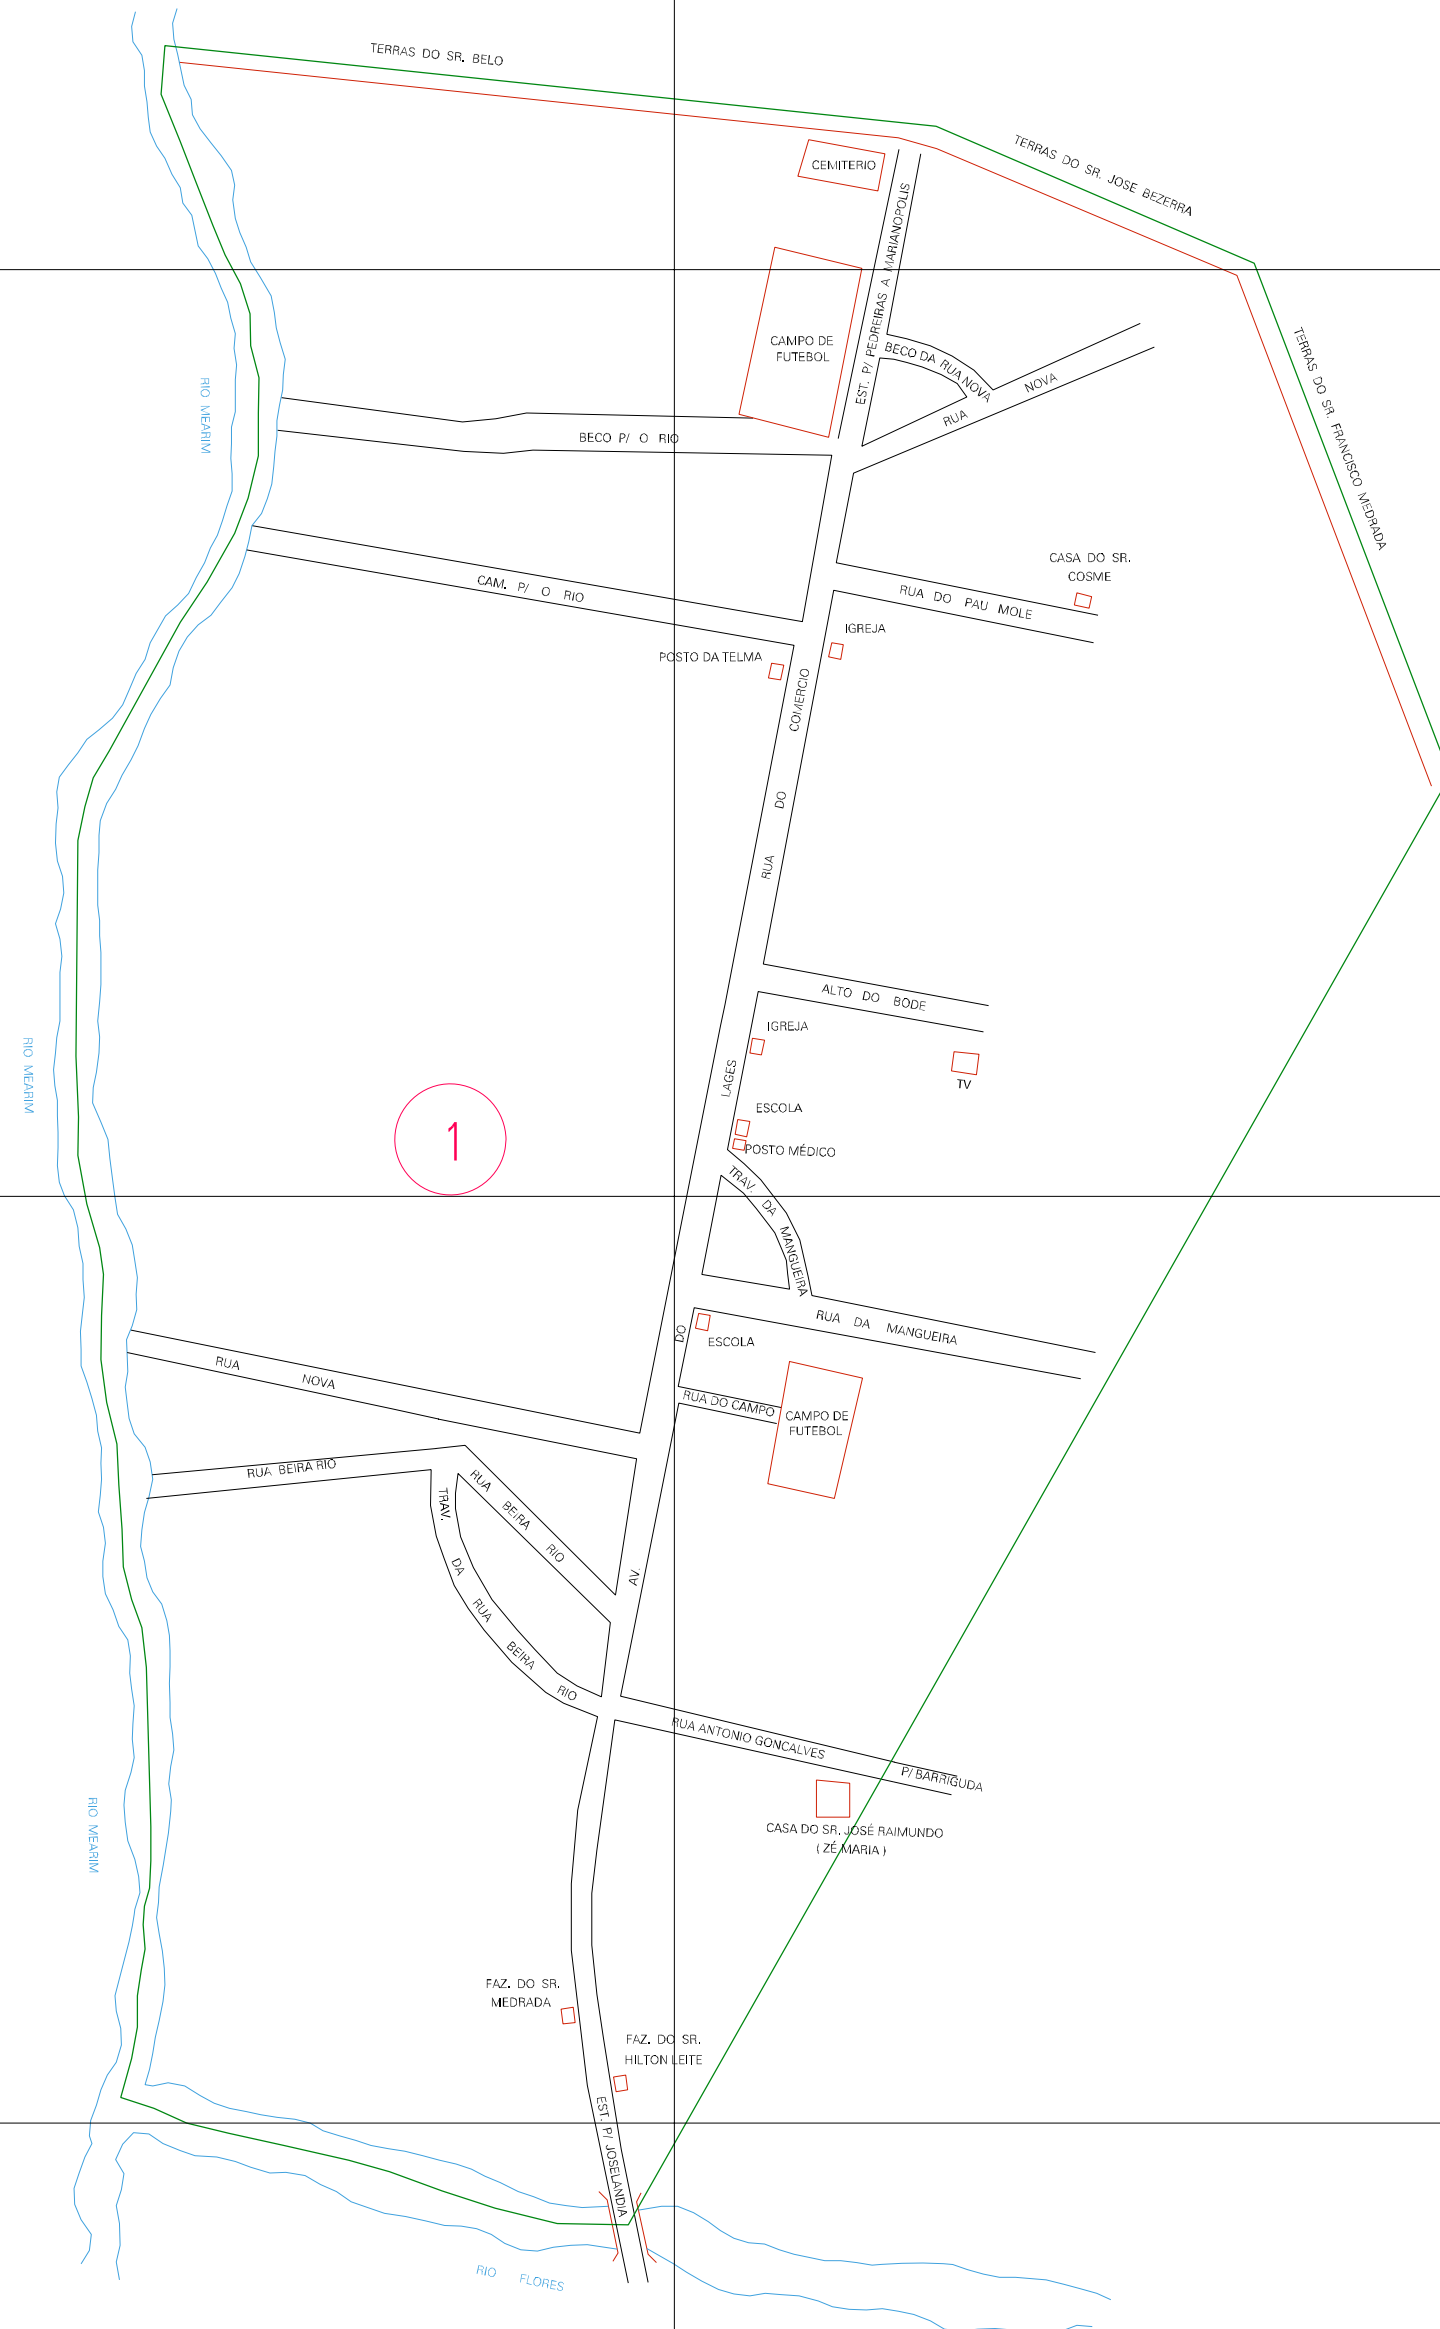 TERRAS DO SR. BELO
TERRAS DO SR. JOSE BEZERRA
CEMITERIO
EST. P/ PEDREIRAS A MARIANOPOLIS
CAMPO DE
FUTEBOL
BECO DA RUA NOVA
RUA NOVA
TERRAS DO SR. FRANCISCO MEDRADA
RIO MEARIM
BECO P/ O RIO
CAM. P/ O RIO
CASA DO SR.
COSME
RUA DO PAU MOLE
IGREJA
POSTO DA TELMA
RUA DO COMERCIO
ALTO DO BODE
IGREJA
TV
AV. DO LAGES
ESCOLA
POSTO MÉDICO
RIO MEARIM
1
TRAV. DA MANGUEIRA
RUA DA MANGUEIRA
ESCOLA
RUA NOVA
RUA DO CAMPO
CAMPO DE
FUTEBOL
RUA BEIRA RIO
RUA BEIRA RIO
TRAV. DA RUA BEIRA RIO
RUA ANTONIO GONCALVES
P/ BARRIGUDA
RIO MEARIM
CASA DO SR. JOSÉ RAIMUNDO
( ZÉ MARIA )
FAZ. DO SR.
MEDRADA
FAZ. DO SR.
HILTON LEITE
EST. P/ JOSELANDIA
RIO FLORES